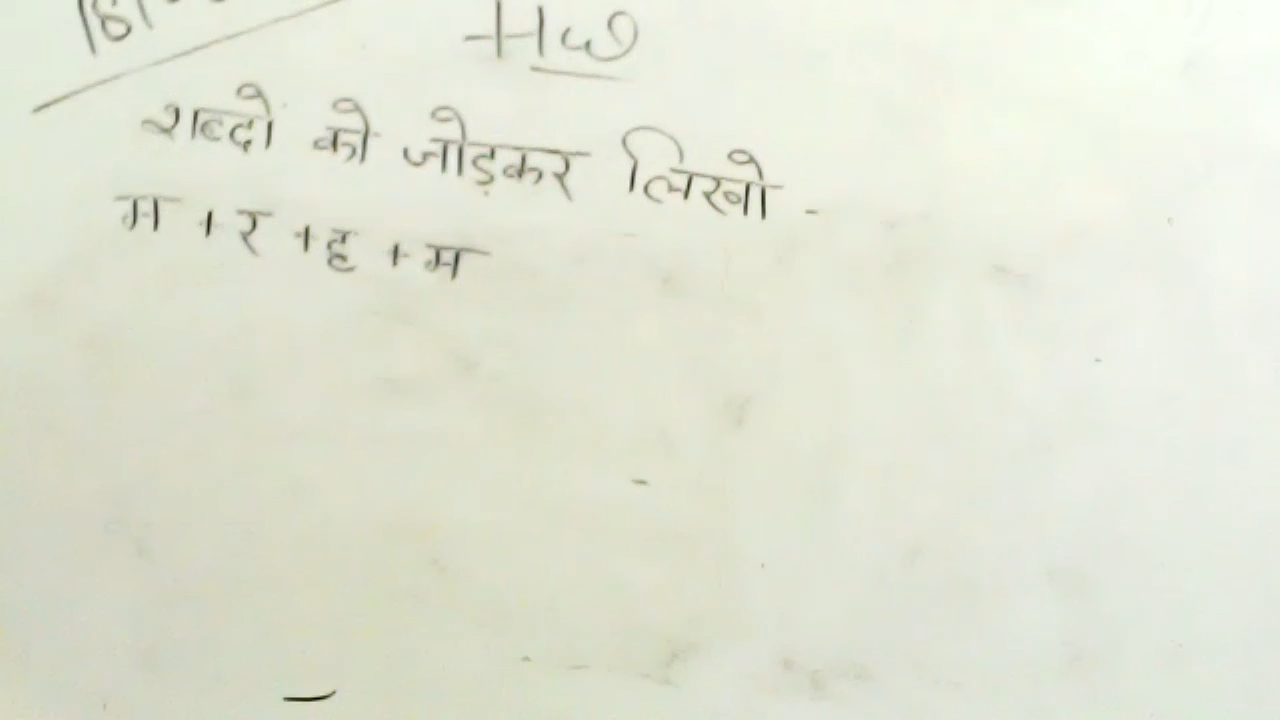 HW
शब्दो को जोड़कर लिखो -
म + र + ह + म